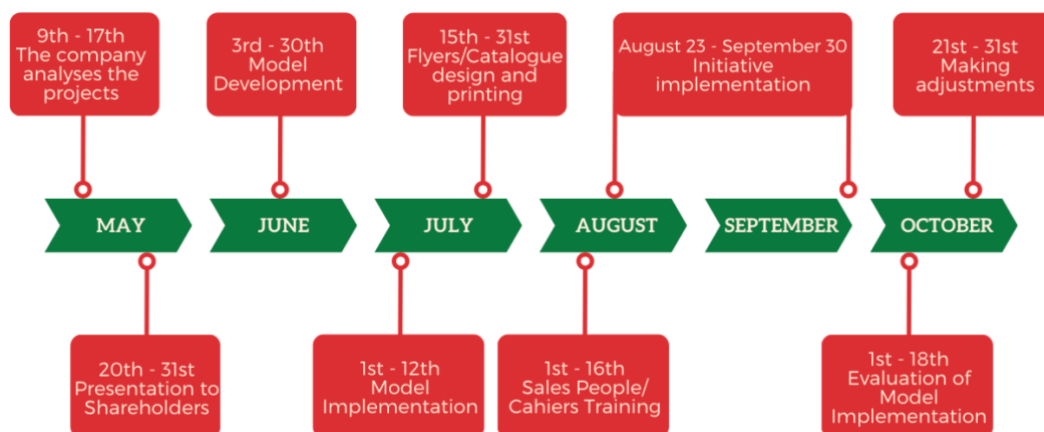 9th - 17th
The company
analyses the
projects
3rd - 30th
Model
Development
15th - 31st
Flyers/Catalogue
design and
printing
August 23 - September 30
Initiative
implementation
21st - 31st
Making
adjustments
MAY
JUNE
JULY
AUGUST
SEPTEMBER
OCTOBER
20th - 31st
Presentation to
Shareholders
1st - 12th
Model
Implementation
1st - 16th
Sales People/
Cahiers Training
1st - 18th
Evaluation of
Model
Implementation